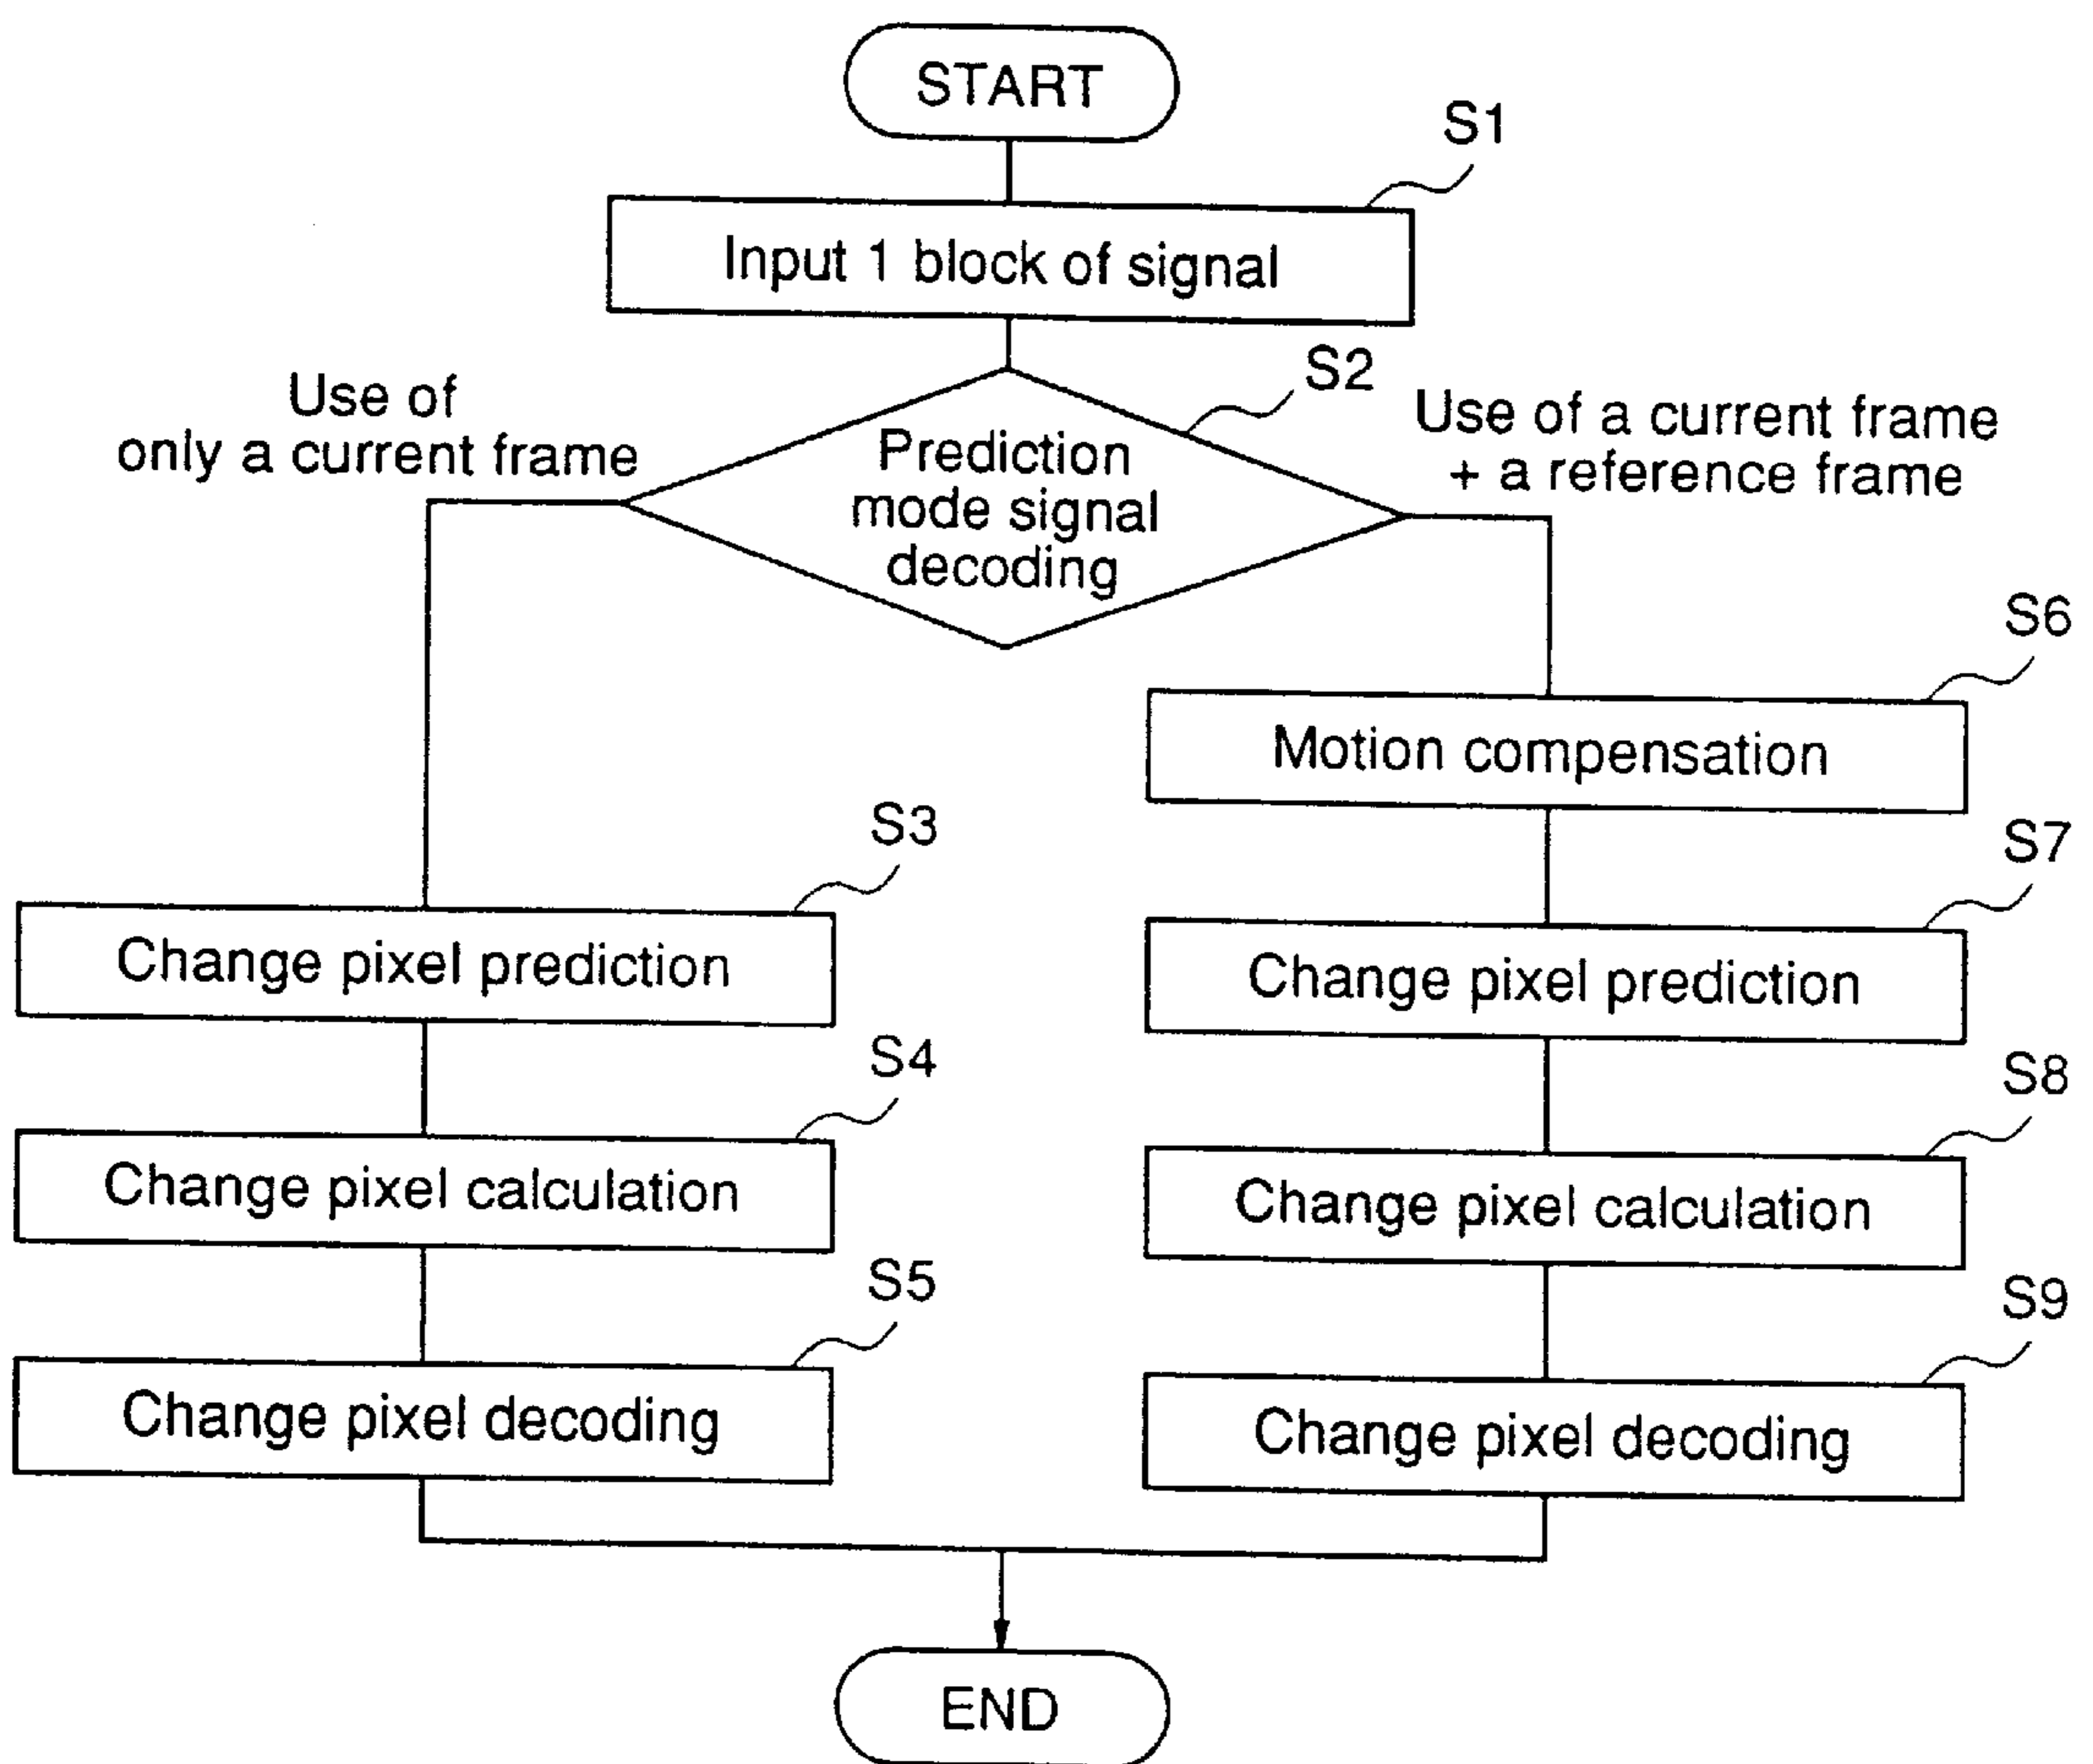 START
S1
Input 1 block of signal
S2
Use of
only a current frame
Prediction
mode signal
decoding
Use of a current frame
+ a reference frame
S6
Motion compensation
S3
Change pixel prediction
S7
Change pixel prediction
S4
Change pixel calculation
S8
Change pixel calculation
S5
Change pixel decoding
S9
Change pixel decoding
END